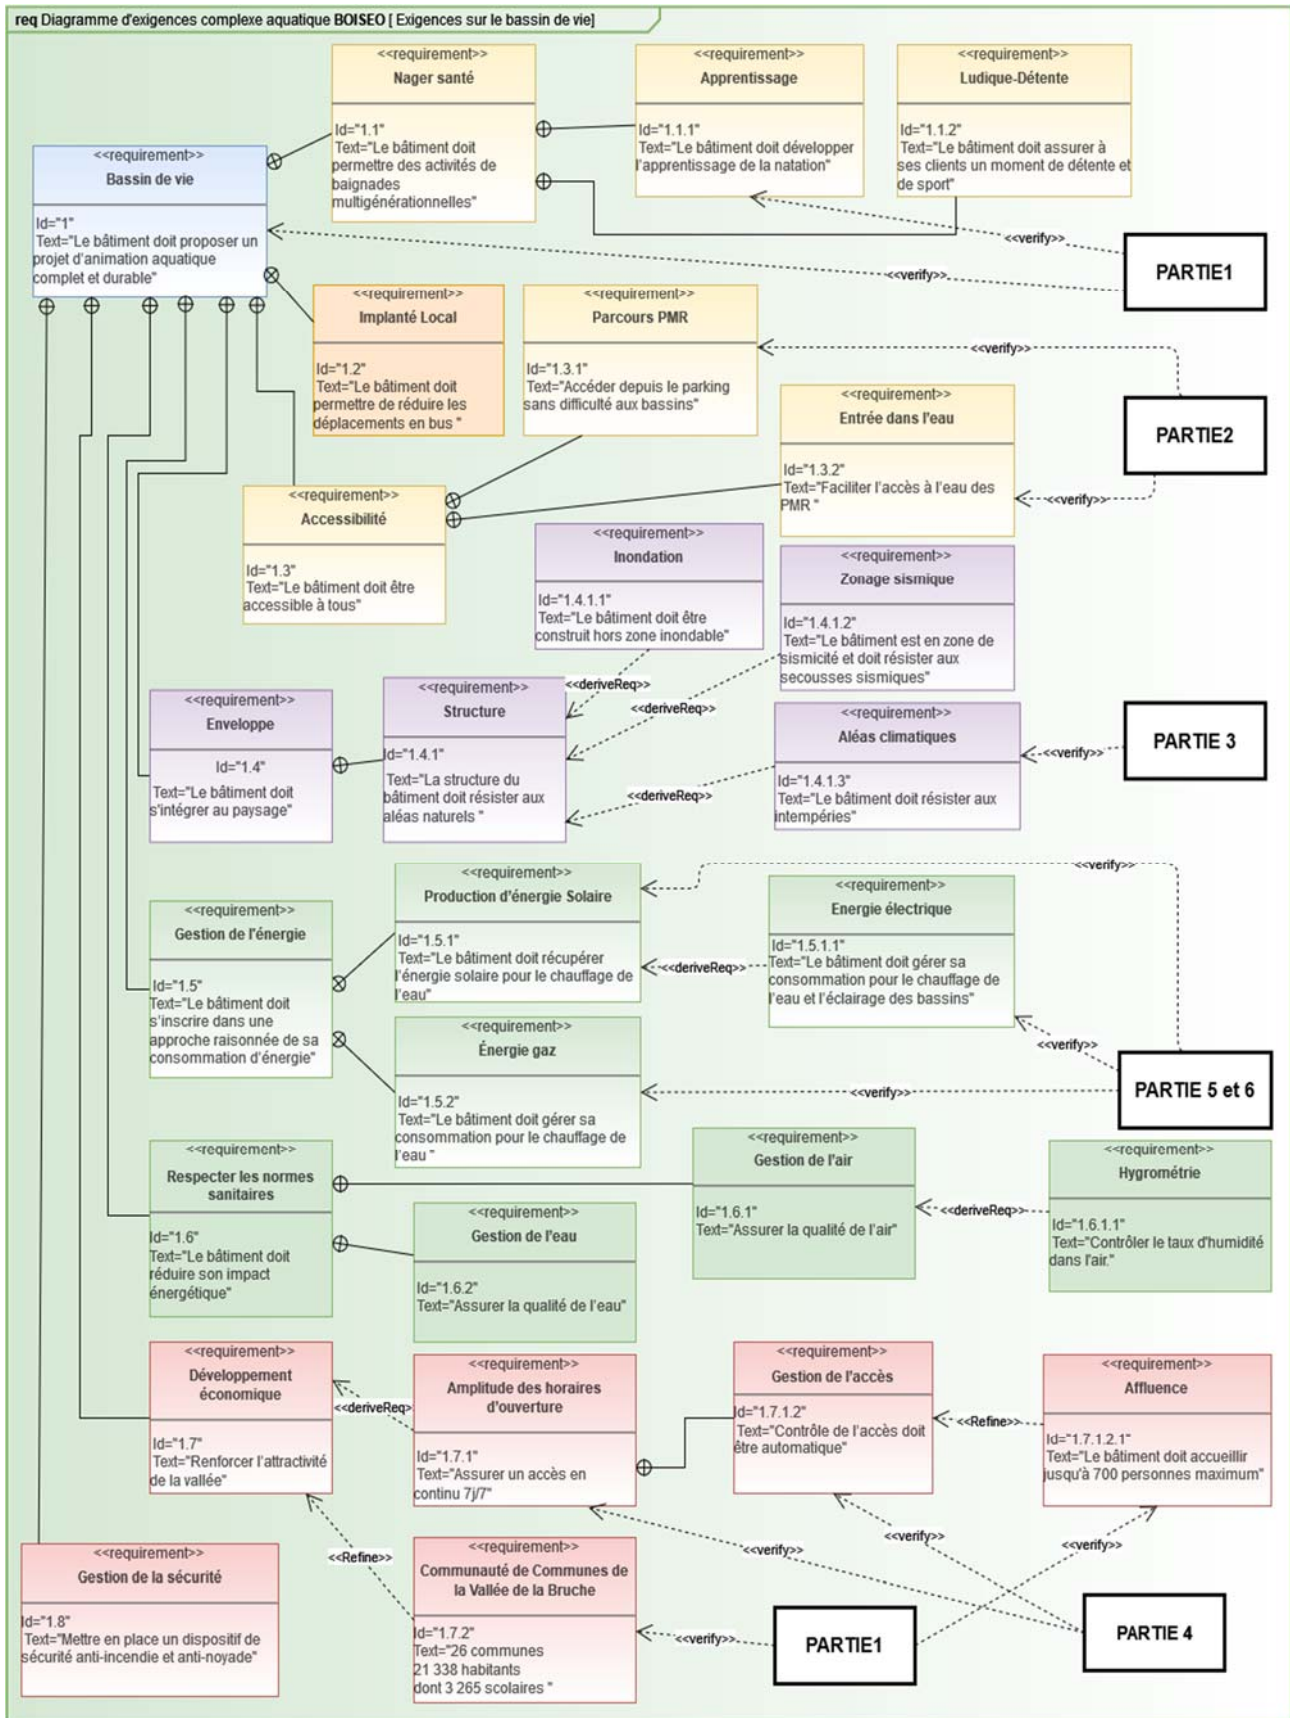 req Diagramme d'exigences complexe aquatique BOISEO [ Exigences sur le bassin de vie]
<<requirement>>
Nager santé
Id="1.1"
Text="Le bâtiment doit
permettre des activités de
baignades
multigénérationnelles"
<<requirement>>
Apprentissage
Id="1.1.1"
Text="Le bâtiment doit développer
l'apprentissage de la natation"
<<requirement>>
Ludique-Détente
Id="1.1.2"
Text="Le bâtiment doit assurer à
ses clients un moment de détente et
de sport"
<<requirement>>
Bassin de vie
Id="1"
Text="Le bâtiment doit proposer un
projet d'animation aquatique
complet et durable"
<<verify>>
<<verify>>
PARTIE1
<<requirement>>
Implanté Local
Id="1.2"
Text="Le bâtiment doit
permettre de réduire les
déplacements en bus "
<<requirement>>
Parcours PMR
Id="1.3.1"
Text="Accéder depuis le parking
sans difficulté aux bassins"
<<verify>>
<<requirement>>
Entrée dans l'eau
Id="1.3.2"
Text="Faciliter l'accès à l'eau des
PMR "
<<verify>>
PARTIE2
<<requirement>>
Accessibilité
Id="1.3"
Text="Le bâtiment doit être
accessible à tous"
<<requirement>>
Inondation
Id="1.4.1.1"
Text="Le bâtiment doit être
construit hors zone inondable"
<<requirement>>
Zonage sismique
Id="1.4.1.2"
Text="Le bâtiment est en zone de
sismicité et doit résister aux
secousses sismiques"
<<deriveReq>>
<<deriveReq>>
<<requirement>>
Enveloppe
Id="1.4"
Text="Le bâtiment doit
s'intégrer au paysage"
<<requirement>>
Structure
Id="1.4.1"
Text="La structure du
bâtiment doit résister aux
aléas naturels "
<<deriveReq>>
<<requirement>>
Aléas climatiques
Id="1.4.1.3"
Text="Le bâtiment doit résister aux
intempéries"
<<verify>>
PARTIE 3
<<requirement>>
Gestion de l'énergie
Id="1.5"
Text="Le bâtiment doit
s'inscrire dans une
approche raisonnée de sa
consommation d'énergie"
<<requirement>>
Production d'énergie Solaire
Id="1.5.1"
Text="Le bâtiment doit récupérer
l'énergie solaire pour le chauffage de
l'eau"
<<deriveReq>>
<<requirement>>
Energie électrique
Id="1.5.1.1"
Text="Le bâtiment doit gérer sa
consommation pour le chauffage de
l'eau et l'éclairage des bassins"
<<verify>>
<<verify>>
<<requirement>>
Énergie gaz
Id="1.5.2"
Text="Le bâtiment doit gérer sa
consommation pour le chauffage de
l'eau "
<<verify>>
PARTIE 5 et 6
<<requirement>>
Respecter les normes
sanitaires
Id="1.6"
Text="Le bâtiment doit
réduire son impact
énergétique"
<<requirement>>
Gestion de l'air
Id="1.6.1"
Text="Assurer la qualité de l'air"
<<deriveReq>>
<<requirement>>
Hygrométrie
Id="1.6.1.1"
Text="Contrôler le taux d'humidité
dans l'air."
<<requirement>>
Gestion de l'eau
Id="1.6.2"
Text="Assurer la qualité de l'eau"
<<requirement>>
Développement
économique
Id="1.7"
Text="Renforcer l'attractivité
de la vallée"
<<deriveReq>
<<requirement>>
Amplitude des horaires
d'ouverture
Id="1.7.1"
Text="Assurer un accès en
continu 7j/7"
<<requirement>>
Gestion de l'accès
Id="1.7.1.2"
Text="Contrôle de l'accès doit
être automatique"
<<Refine>>
<<requirement>>
Affluence
Id="1.7.1.2.1"
Text="Le bâtiment doit accueillir
jusqu'à 700 personnes maximum"
<<requirement>>
Gestion de la sécurité
Id="1.8"
Text="Mettre en place un dispositif de
sécurité anti-incendie et anti-noyade"
<<Refine>>
<<requirement>>
Communauté de Communes de
la Vallée de la Bruche
Id="1.7.2"
Text="26 communes
21 338 habitants
dont 3 265 scolaires "
<<verify>>
<<verify>>
<<verify>>
<<verify>>
PARTIE1
PARTIE 4